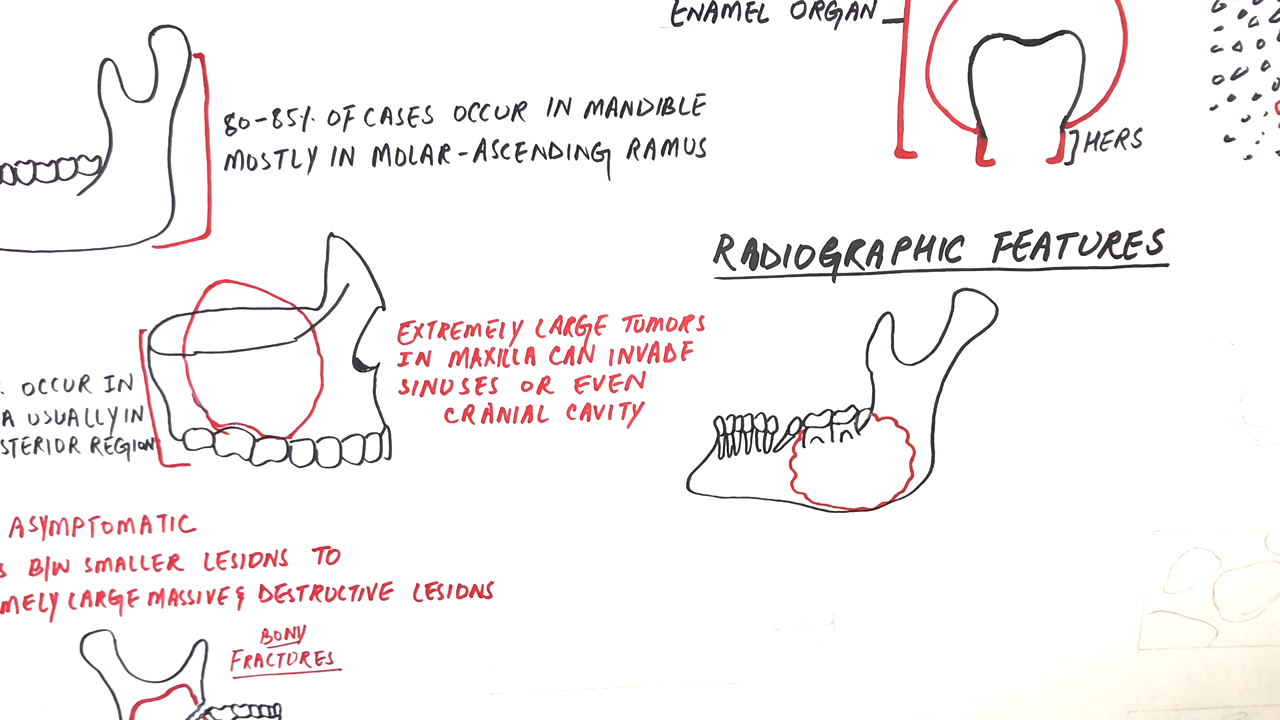 ENAMEL ORGAN
80-85% OF CASES OCCUR IN MANDIBLE
MOSTLY IN MOLAR-ASCENDING RAMUS
HERS
RADIOGRAPHIC FEATURES
EXTREMELY LARGE TUMORS
IN MAXILLA CAN INVADE
SINUSES OR EVEN
CRANIAL CAVITY
OCCUR IN
A USUALLY IN
STERIOR REGION
ASYMPTOMATIC
S B/W SMALLER LESIONS TO
MELY LARGE MASSIVE & DESTRUCTIVE LESIONS
BONY
FRACTORES